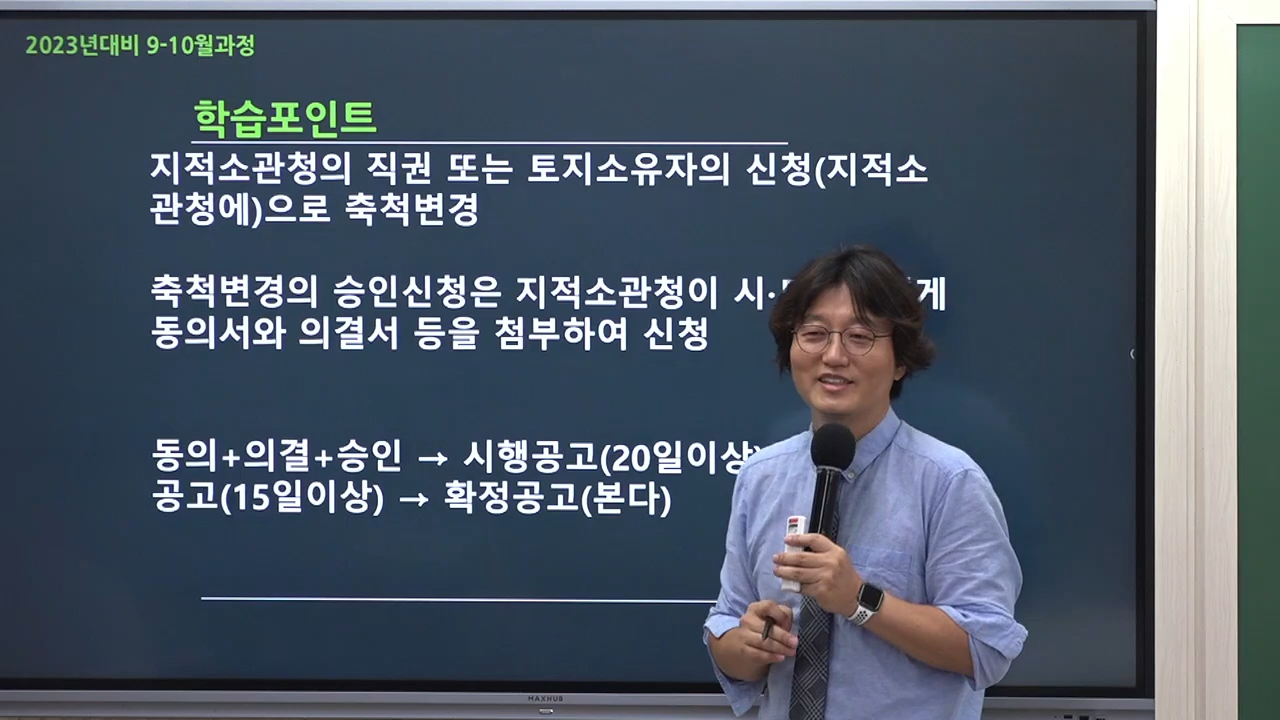 2023년대비 9-10월과정
학습포인트
지적소관청의 직권 또는 토지소유자의 신청(지적소
관청에)으로 축척변경
축척변경의 승인신청은 지적소관청이 시·
동의서와 의결서 등을 첨부하여 신청
동의+의결+승인 → 시행공고(20일이상)
공고(15일이상) → 확정공고(본다)
MAXHUB